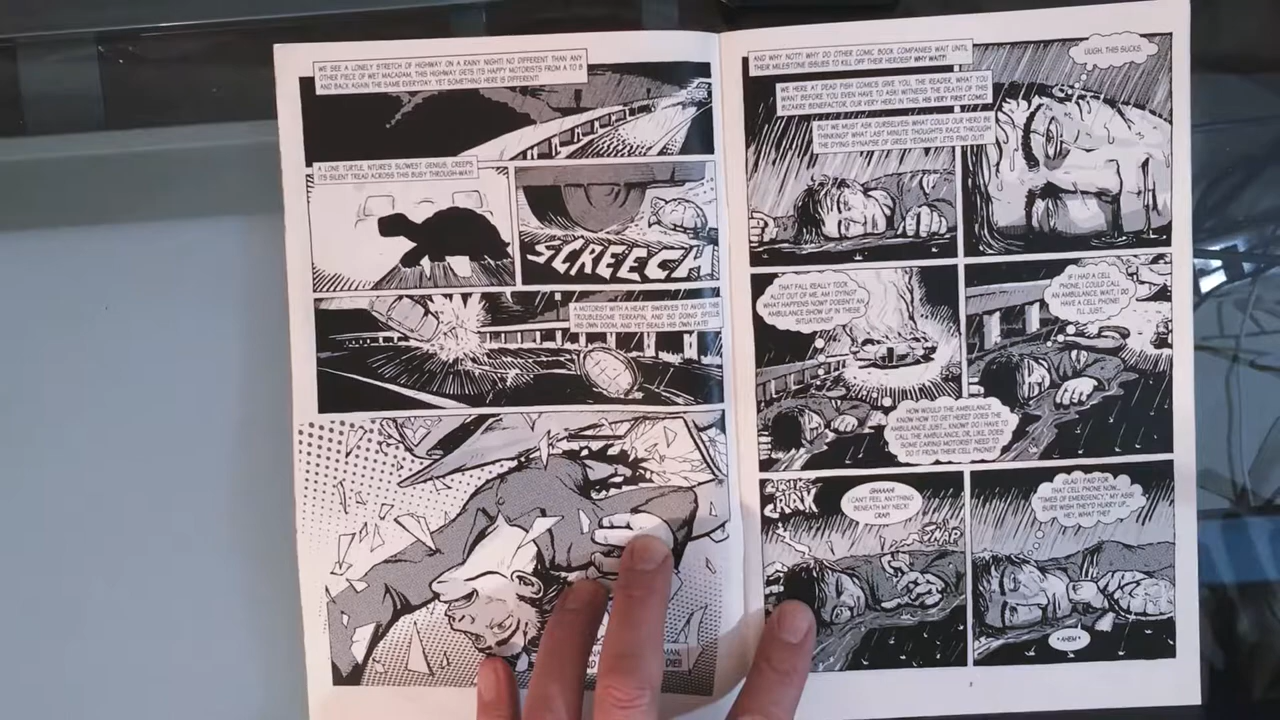 WE SEE A LONELY STRETCH OF HIGHWAY ON A RAINY NIGHT! NO DIFFERENT THAN ANY
OTHER PIECE OF WET MACADAM, THIS HIGHWAY GETS ITS HAPPY MOTORISTS FROM A TO B
AND BACK AGAIN THE SAME EVERYDAY. YET SOMETHING HERE IS DIFFERENT!
A LONE TURTLE, NTURE'S SLOWEST GENIUS, CREEPS
ITS SILENT TREAD ACROSS THIS BUSY THROUGH-WAY!
SCREECH
A MOTORIST WITH A HEART SWERVES TO AVOID THIS
TROUBLESOME TERRAPIN, AND SO DOING SPELLS
HIS OWN DOOM, AND YET SEALS HIS OWN FATE!
MAN,
DIE!!
AND WHY NOT?! WHY DO OTHER COMIC BOOK COMPANIES WAIT UNTIL
THEIR MILESTONE ISSUES TO KILL OFF THEIR HEROES? WHY WAIT?!
WE HERE AT DEAD FISH COMICS GIVE YOU, THE READER, WHAT YOU
WANT BEFORE YOU EVEN HAVE TO ASK! WITNESS THE DEATH OF THIS
BIZARRE BENEFACTOR, OUR VERY HERO IN THIS, HIS VERY FIRST COMIC!
BUT WE MUST ASK OURSELVES: WHAT COULD OUR HERO BE
THINKING? WHAT LAST MINUTE THOUGHTS RACE THROUGH
THE DYING SYNAPSE OF GREG YEOMAN? LETS FIND OUT!
UUGH, THIS SUCKS.
THAT FALL REALLY TOOK
ALOT OUT OF ME. AM I DYING?
WHAT HAPPENS NOW? DOESN'T AN
AMBULANCE SHOW UP IN THESE
SITUATIONS?
HOW WOULD THE AMBULANCE
KNOW HOW TO GET HERE? DOES THE
AMBULANCE JUST... KNOW? DO I HAVE TO
CALL THE AMBULANCE, OR, LIKE, DOES
SOME CARING MOTORIST NEED TO
DO IT FROM THEIR CELL PHONE?
IF I HAD A CELL
PHONE, I COULD CALL
AN AMBULANCE. WAIT, I DO
HAVE A CELL PHONE!
I'LL JUST...
CRIK
CRAK
GHAAAH!
I CAN'T FEEL ANYTHING
BENEATH MY NECK!
CRAP!
SNAP
GLAD I PAID FOR
THAT CELL PHONE NOW...
"TIMES OF EMERGENCY," MY ASS!
SURE WISH THEY'D HURRY UP...
HEY, WHAT THE?
*AHEM*